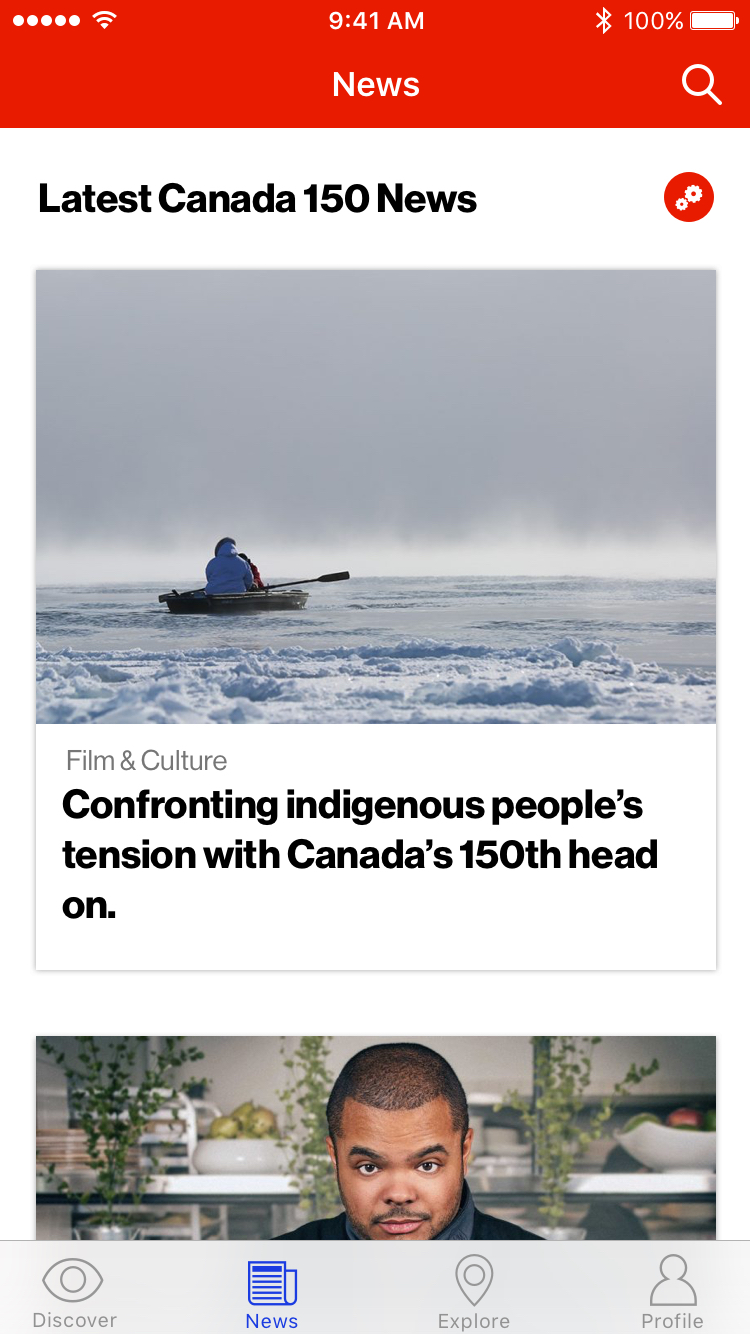 9:41 AM
100%
News
Latest Canada 150 News
Film & Culture
Confronting indigenous people’s
tension with Canada’s 150th head
on.
Discover
News
Explore
Profile